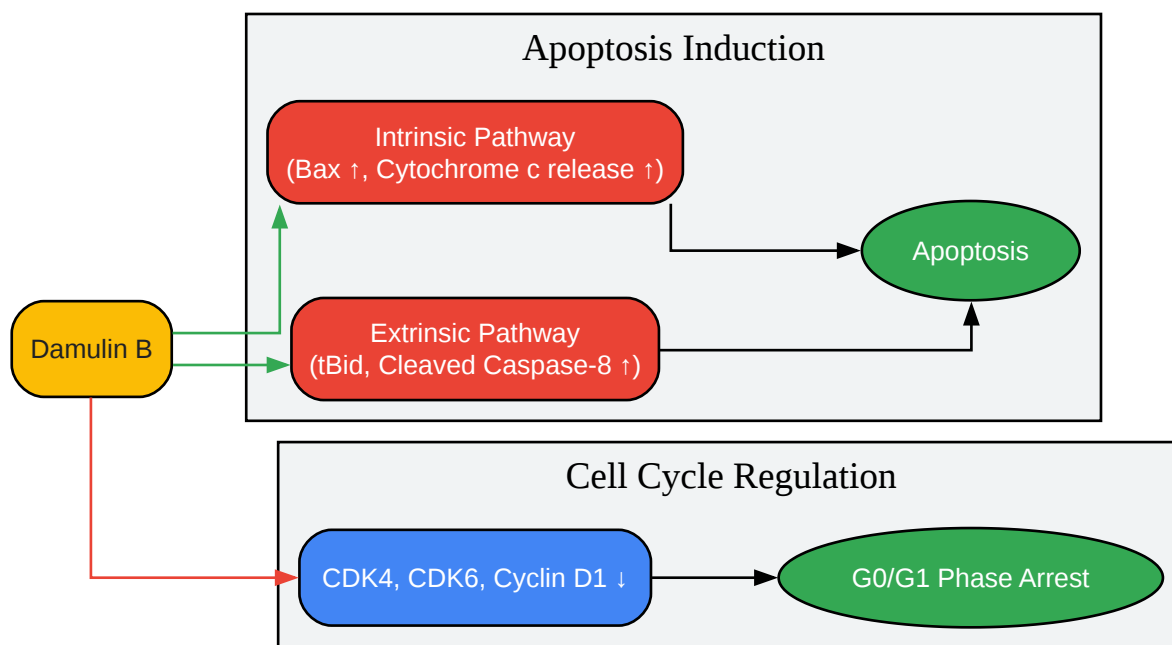 Apoptosis Induction
Intrinsic Pathway
(Bax ↑, Cytochrome c release ↑)
Apoptosis
Damulin B
Extrinsic Pathway
(tBid, Cleaved Caspase-8 ↑)
Cell Cycle Regulation
CDK4, CDK6, Cyclin D1 ↓
G0/G1 Phase Arrest